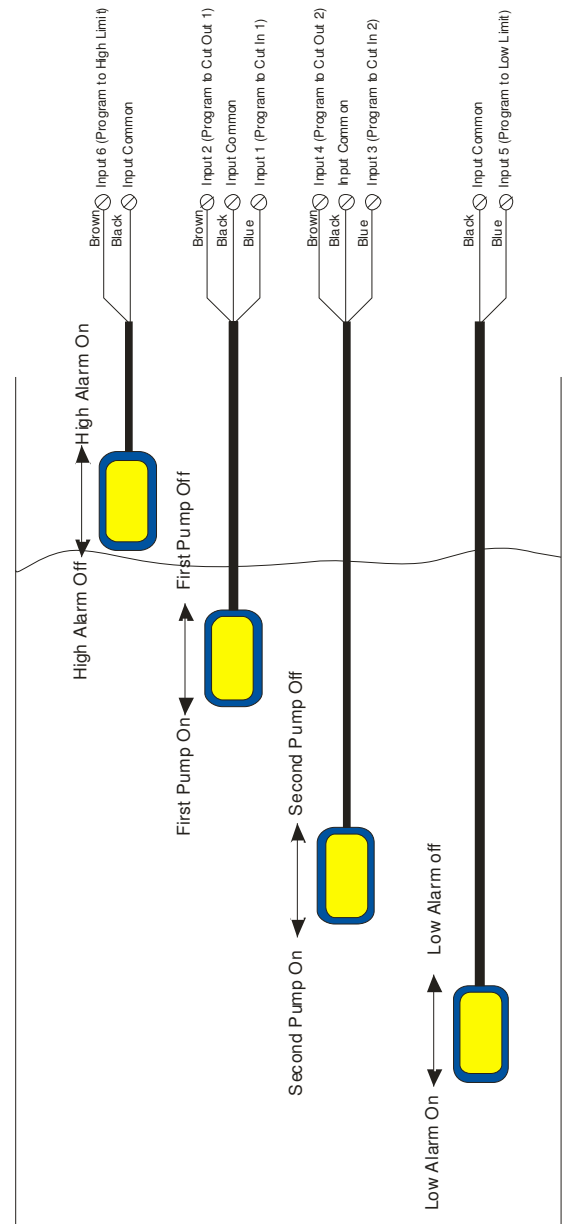 Brown
Input 6 (Program to High Limit)
Black
Input Common
High Alarm On
High Alarm Off
Brown
Input 2 (Program to Cut Out 1)
Black
Input Common
Blue
Input 1 (Program to Cut In 1)
First Pump Off
First Pump On
Brown
Input 4 (Program to Cut Out 2)
Black
Input Common
Blue
Input 3 (Program to Cut In 2)
Second Pump Off
Second Pump On
Black
Input Common
Blue
Input 5 (Program to Low Limit)
Low Alarm off
Low Alarm On